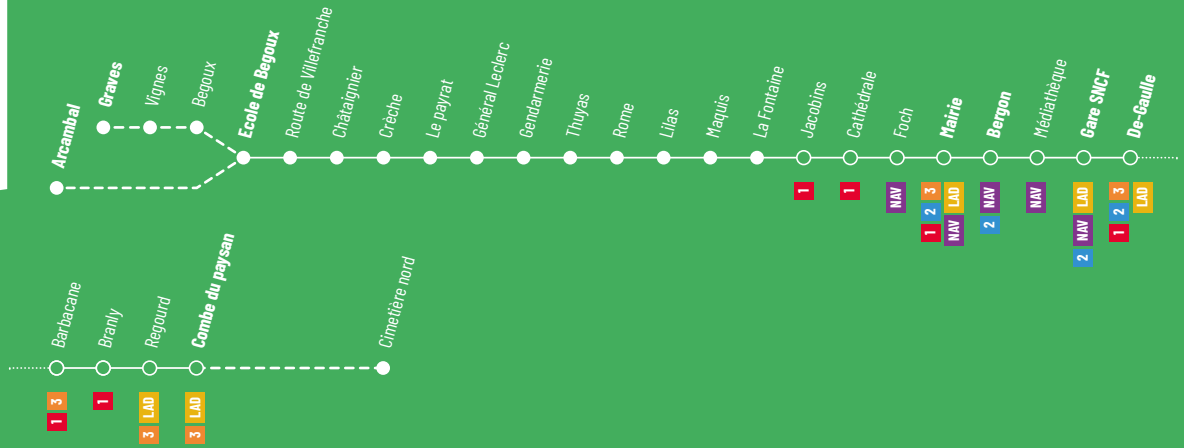 Arcambal
Graves
Vignes
Begoux
Ecole de Begoux
Route de Villefranche
Châtaignier
Crèche
Le payrat
Général Leclerc
Gendarmerie
Thuyas
Rome
Lilas
Maquis
La Fontaine
Jacobins
Cathédrale
Foch
Mairie
Bergon
Médiathèque
Gare SNCF
De-Gaulle
1
1
NAV
1 2 3
NAV LAD
2 NAV
NAV
2 NAV LAD
1 2 3
LAD
Barbacane
Branly
Regourd
Combe du paysan
Cimetière nord
1 3
1
3 LAD
3 LAD